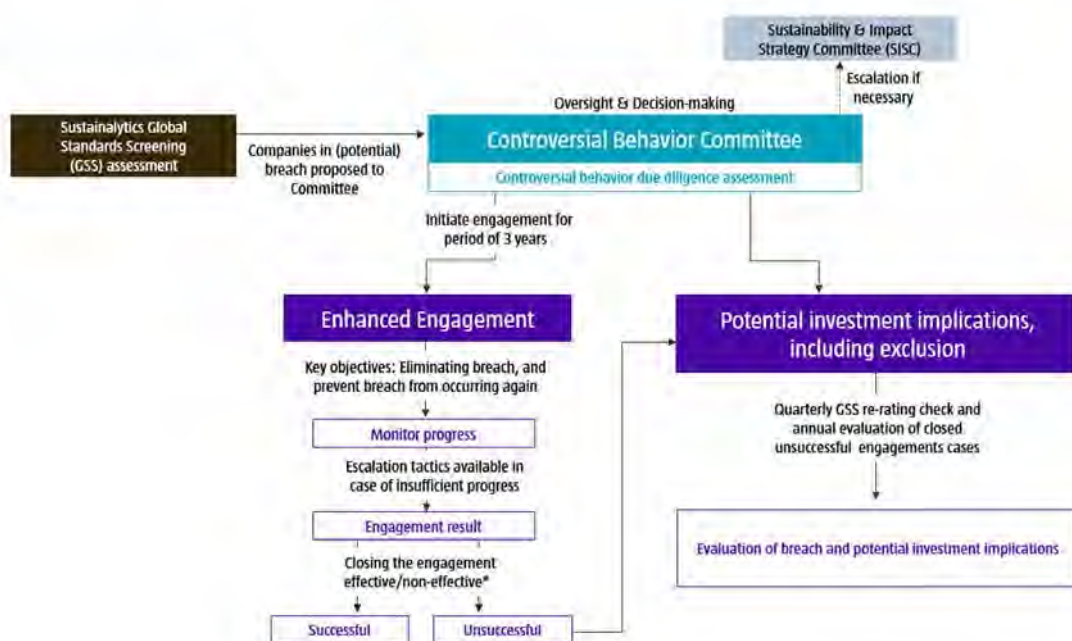 Sustainability & Impact
Strategy Committee (SISC)
Escalation if
necessary
Oversight & Decision-making
Sustainalytics Global
Standards Screening
(GSS) assessment
Companies in (potential)
breach proposed to
Committee
Controversial Behavior Committee
Controversial behavior due diligence assessment
Initiate engagement for
period of 3 years
Enhanced Engagement
Key objectives: Eliminating breach, and
prevent breach from occurring again
Monitor progress
Escalation tactics available in
case of insufficient progress
Engagement result
Closing the engagement
effective/non-effective*
Successful
Unsuccessful
Potential investment implications,
including exclusion
Quarterly GSS re-rating check and
annual evaluation of closed
unsuccessful engagements cases
Evaluation of breach and potential investment implications